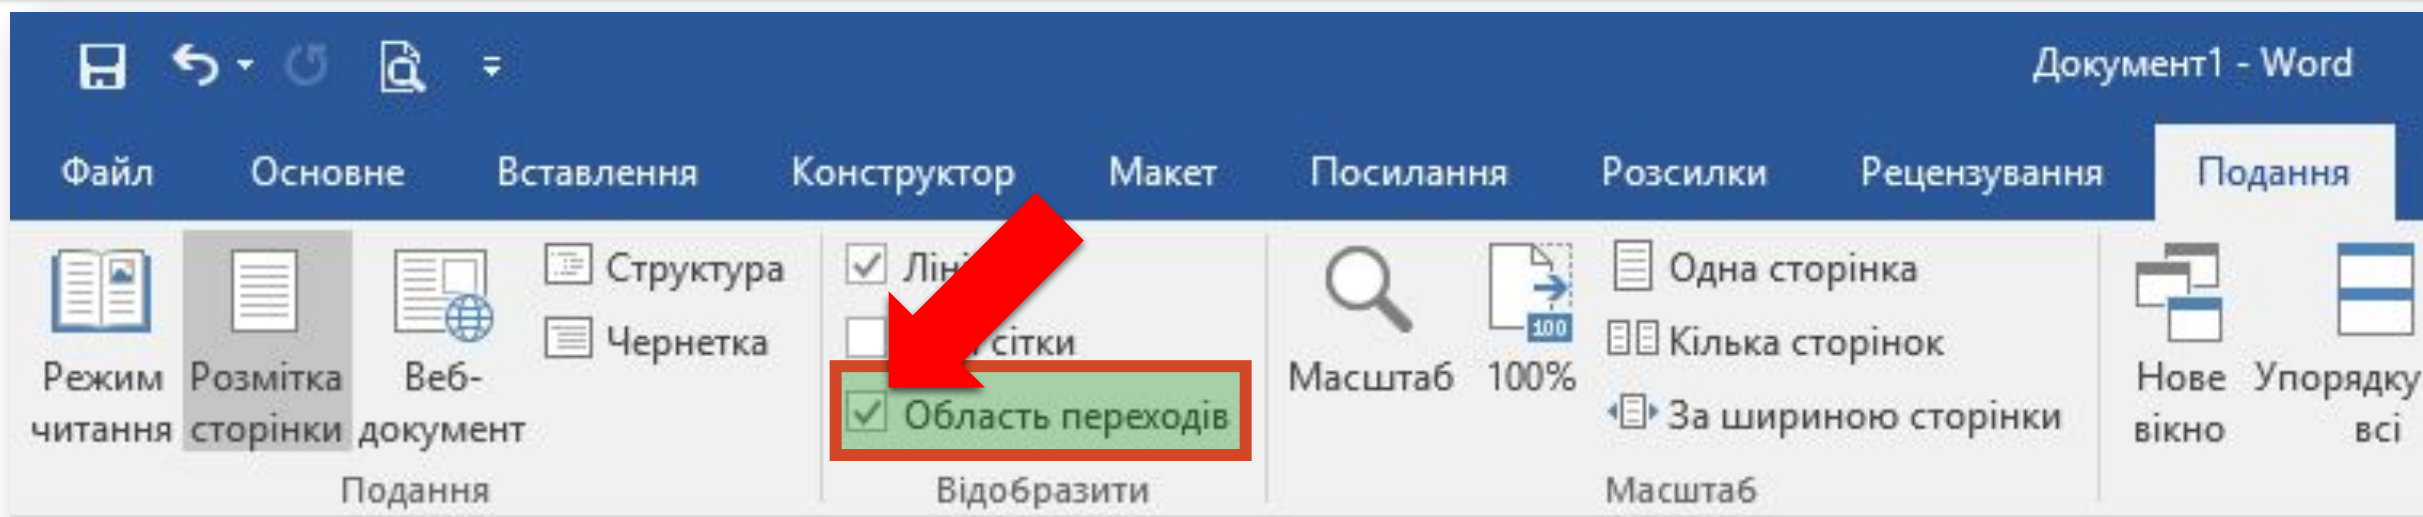 Документ1 - Word
Файл Основне Вставлення Конструктор Макет Посилання Розсилки Рецензування Подання
Режим читання
Розмітка сторінки
Веб-документ
Структура
Чернетка
Подання
сітки
Область переходів
Відобразити
Масштаб
100
100%
Одна сторінка
Кілька сторінок
За шириною сторінки
Масштаб
Нове вікно
всі